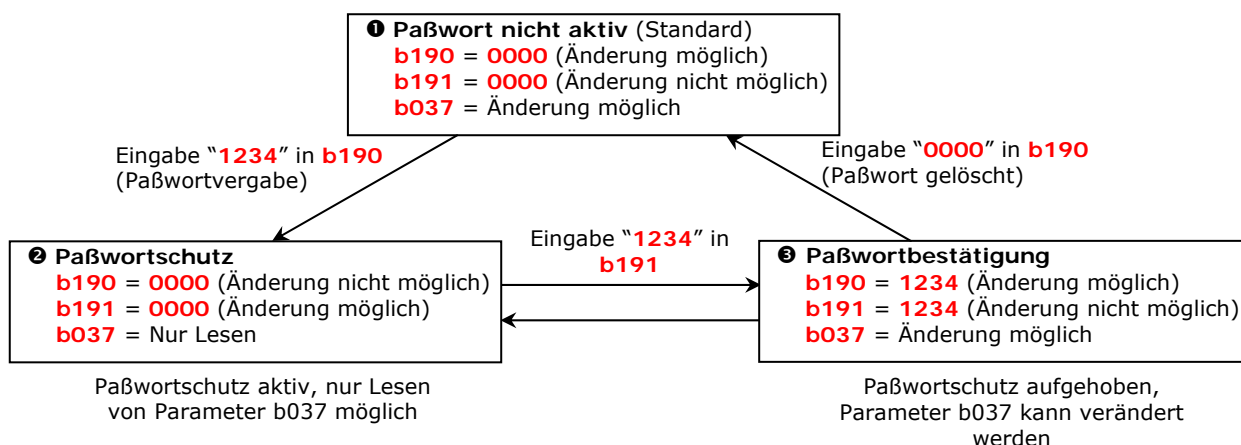 ❶ Paßwort nicht aktiv (Standard)
b190 = 0000 (Änderung möglich)
b191 = 0000 (Änderung nicht möglich)
b037 = Änderung möglich
Eingabe “1234” in b190
(Paßwortvergabe)
Eingabe “0000” in b190
(Paßwort gelöscht)
❷ Paßwortschutz
b190 = 0000 (Änderung nicht möglich)
b191 = 0000 (Änderung möglich)
b037 = Nur Lesen
Eingabe “1234” in
b191
❸ Paßwortbestätigung
b190 = 1234 (Änderung möglich)
b191 = 1234 (Änderung nicht möglich)
b037 = Änderung möglich
Paßwortschutz aktiv, nur Lesen
von Parameter b037 möglich
Paßwortschutz aufgehoben,
Parameter b037 kann verändert
werden